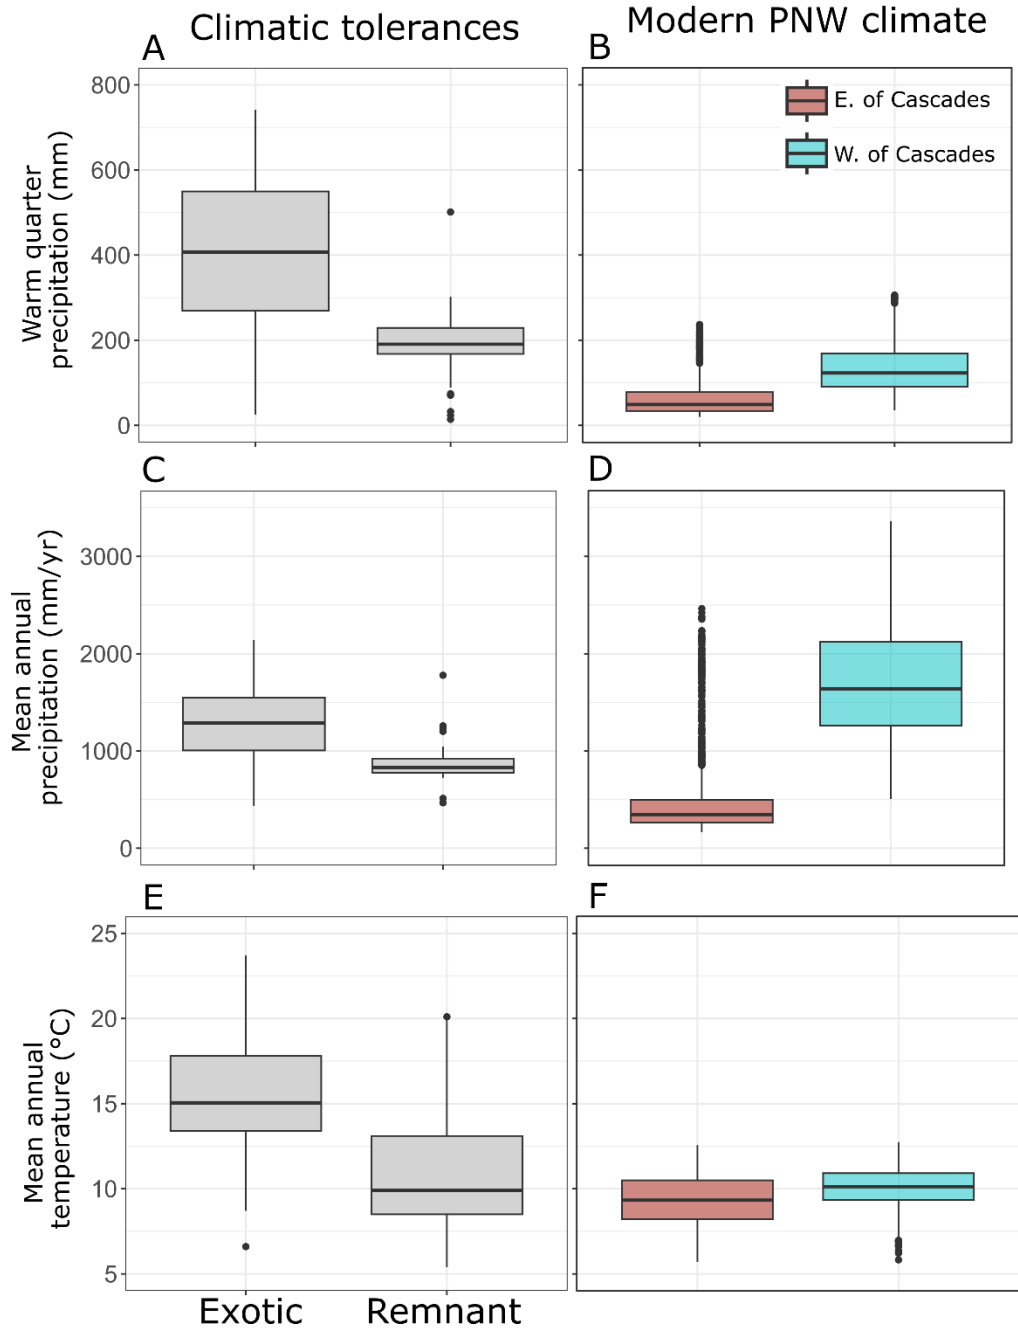 Climatic tolerances
Modern PNW climate
A
B
Warm quarter
precipitation (mm)
800
600
400
200
0
E. of Cascades
W. of Cascades
C
D
Mean annual
precipitation (mm/yr)
3000
2000
1000
0
E
F
Mean annual
temperature (°C)
25
20
15
10
5
Exotic
Remnant